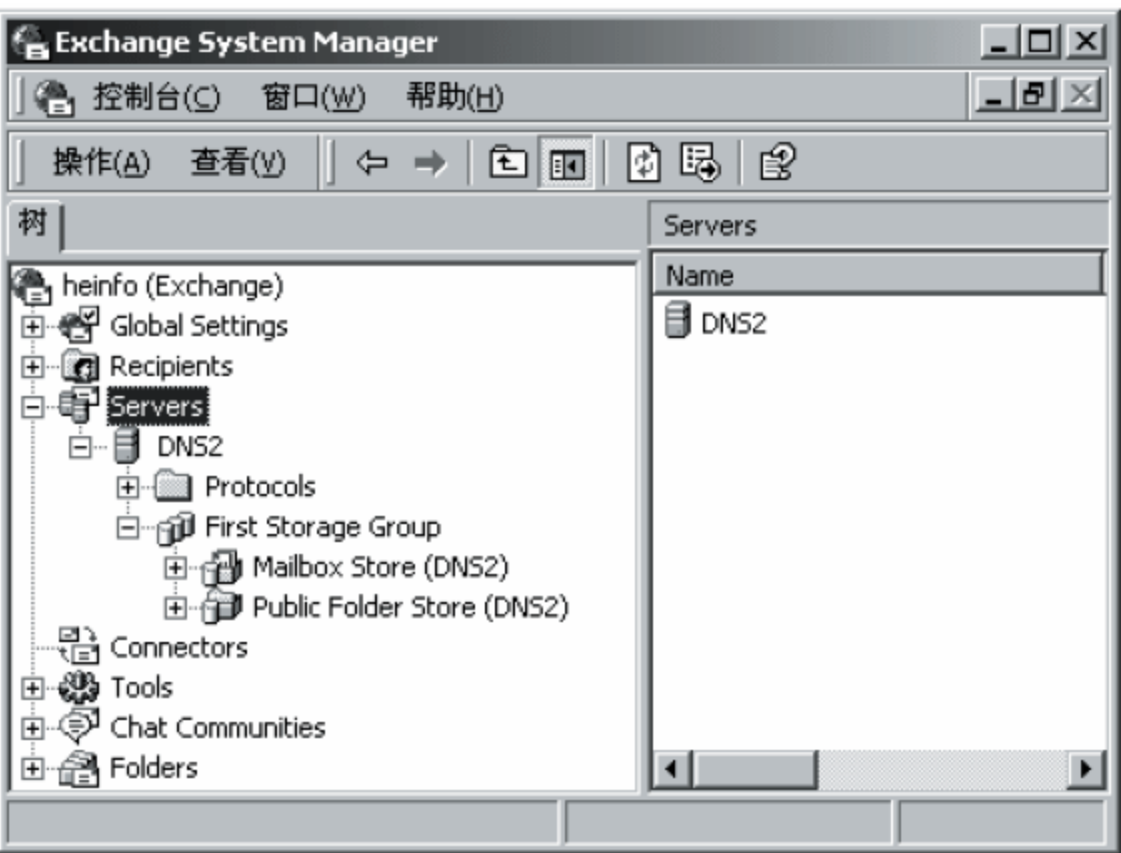 Exchange System Manager
控制台(C) 窗口(W) 帮助(H)
操作(A) 查看(V)
树
Servers
heinfo (Exchange)
Global Settings
Recipients
Servers
DNS2
Protocols
First Storage Group
Mailbox Store (DNS2)
Public Folder Store (DNS2)
Connectors
Tools
Chat Communities
Folders
Name
DNS2